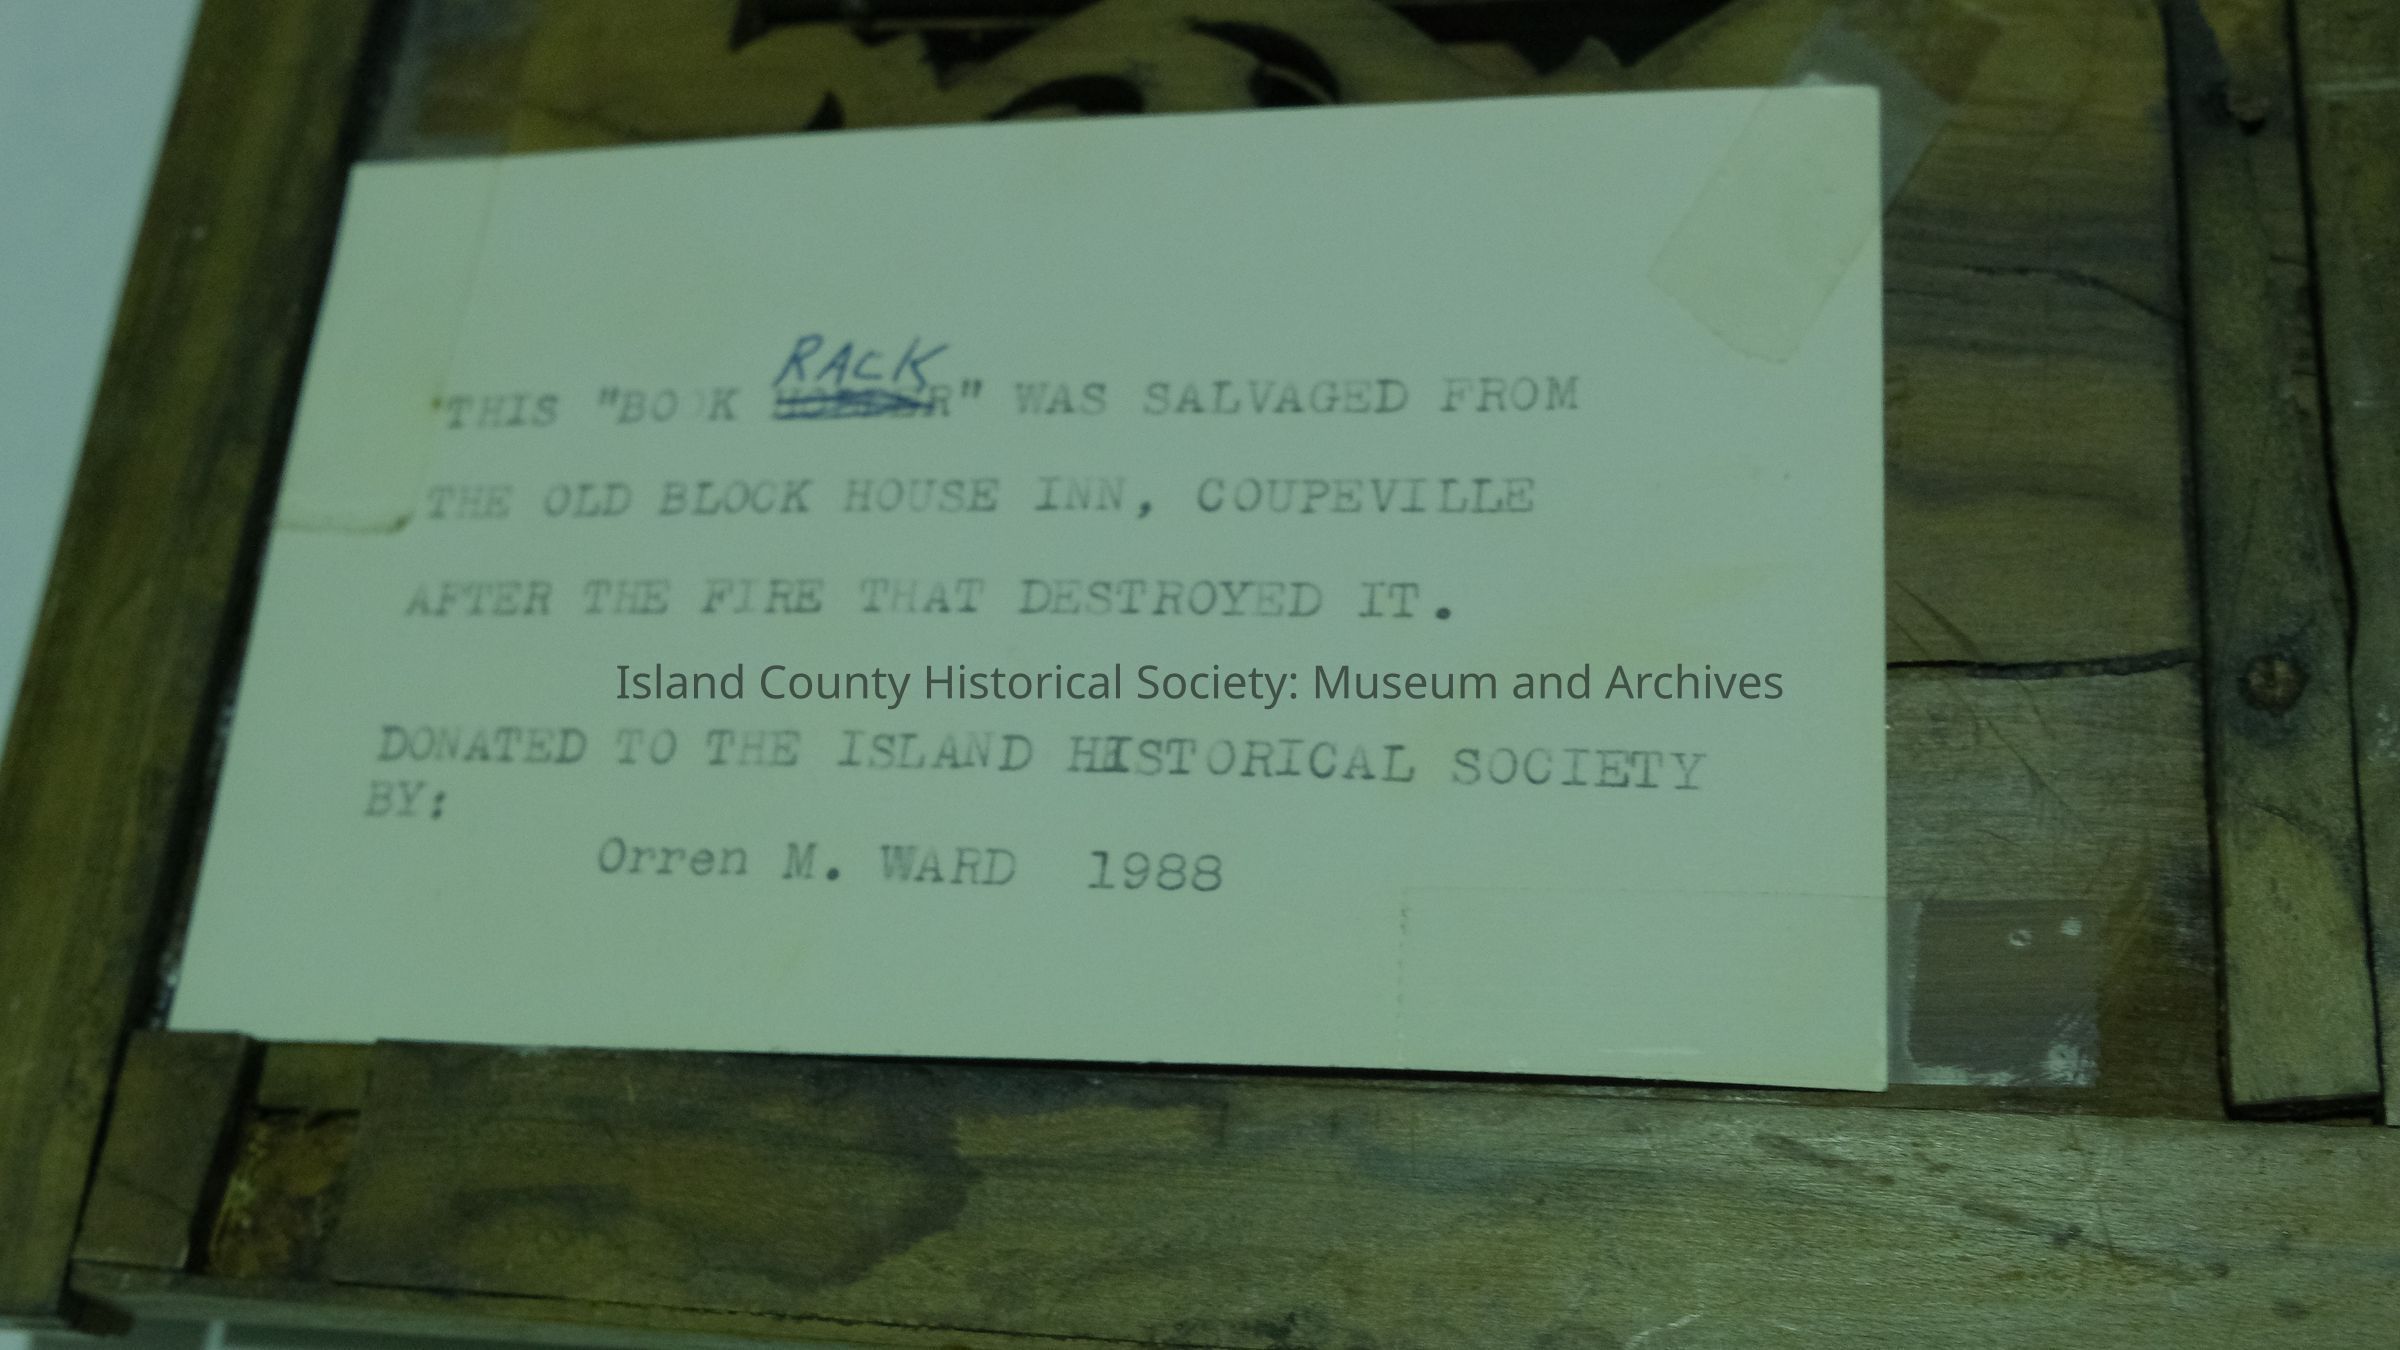 THIS "BOOK RACK" WAS SALVAGED FROM
THE OLD BLOCK HOUSE INN, COUPEVILLE
AFTER THE FIRE THAT DESTROYED IT.
Island County Historical Society: Museum and Archives
DONATED TO THE ISLAND HISTORICAL SOCIETY
BY:
Orren M. WARD 1988